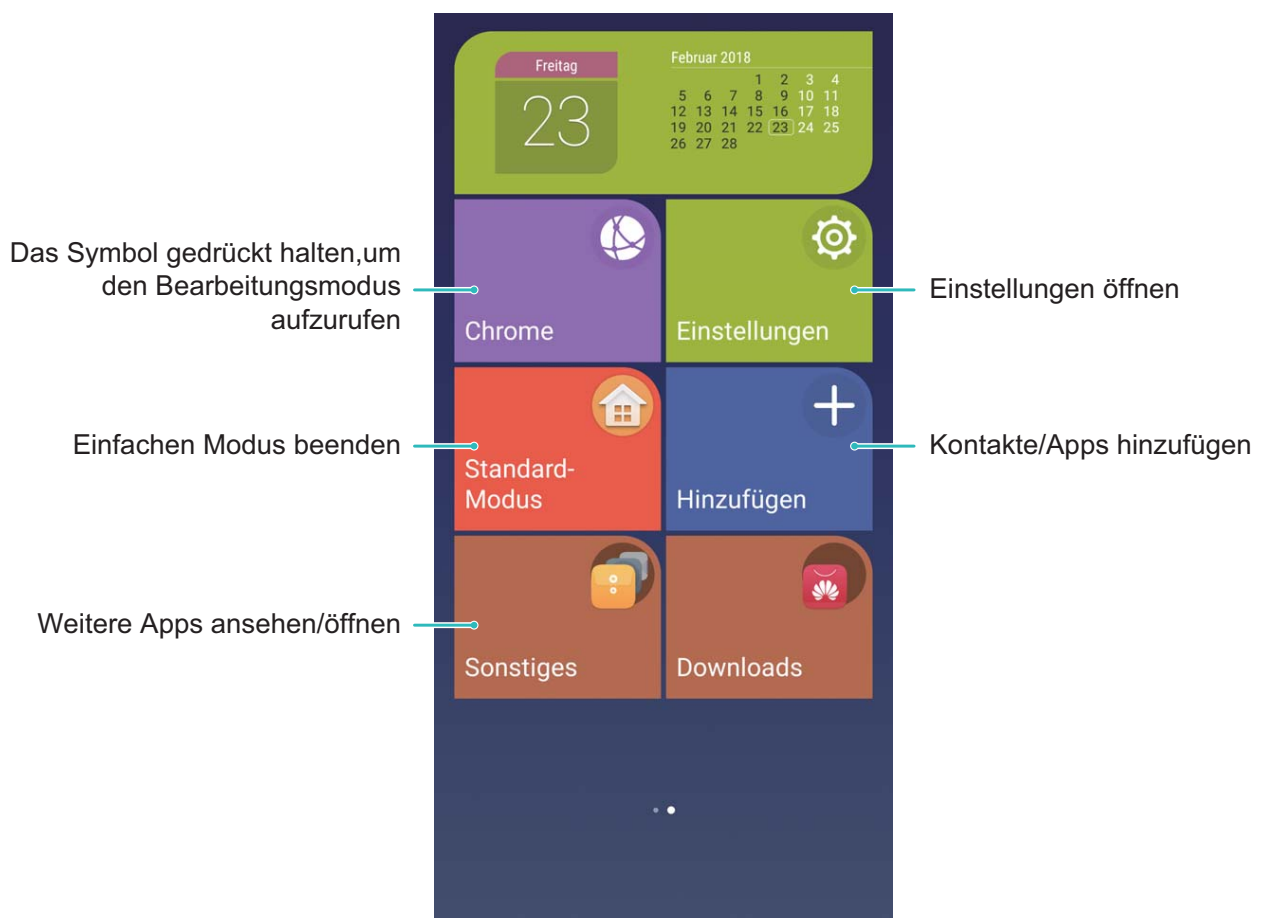 Freitag
23
Februar 2018
1 2 3 4
5 6 7 8 9 10 11
12 13 14 15 16 17 18
19 20 21 22 23 24 25
26 27 28
Das Symbol gedrückt halten,um
den Bearbeitungsmodus
aufzurufen
Chrome
Einstellungen
Einstellungen öffnen
Einfachen Modus beenden
Standard-
Modus
Hinzufügen
Kontakte/Apps hinzufügen
Weitere Apps ansehen/öffnen
Sonstiges
Downloads